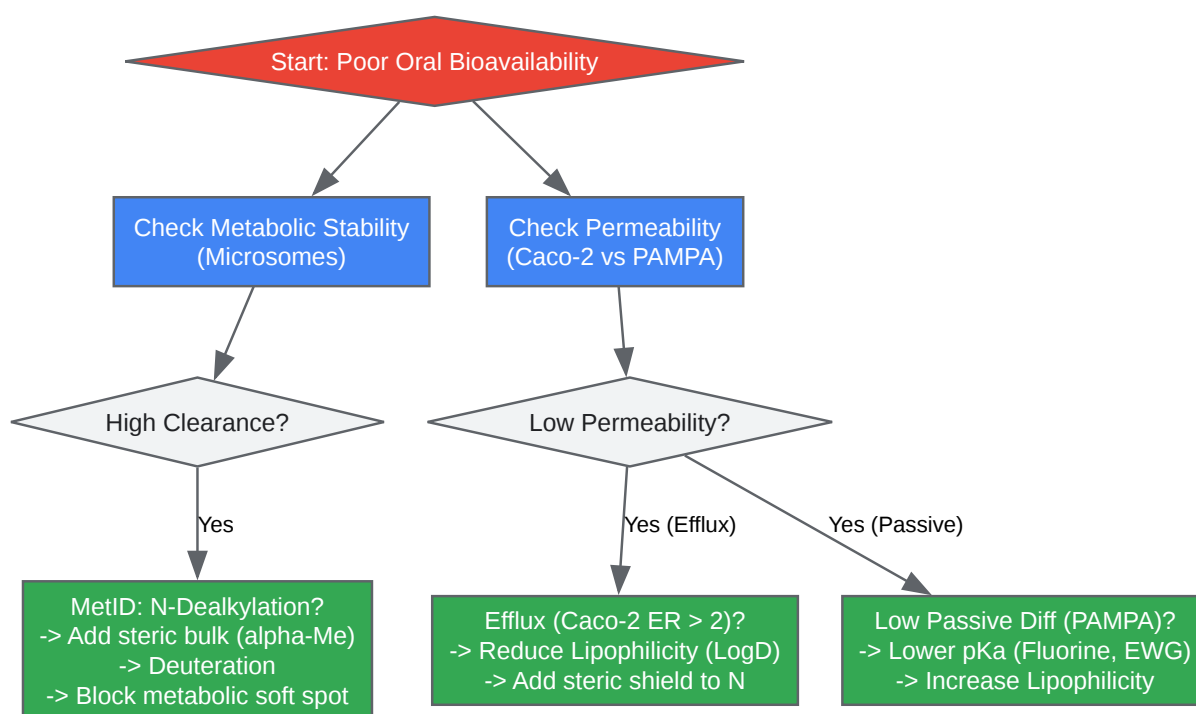 Start: Poor Oral Bioavailability
Check Metabolic Stability
(Microsomes)
Check Permeability
(Caco-2 vs PAMPA)
High Clearance?
Low Permeability?
Yes
Yes (Efflux)
Yes (Passive)
MetID: N-Dealkylation?
-> Add steric bulk (alpha-Me)
-> Deuteration
-> Block metabolic soft spot
Efflux (Caco-2 ER > 2)?
-> Reduce Lipophilicity (LogD)
-> Add steric shield to N
Low Passive Diff (PAMPA)?
-> Lower pKa (Fluorine, EWG)
-> Increase Lipophilicity